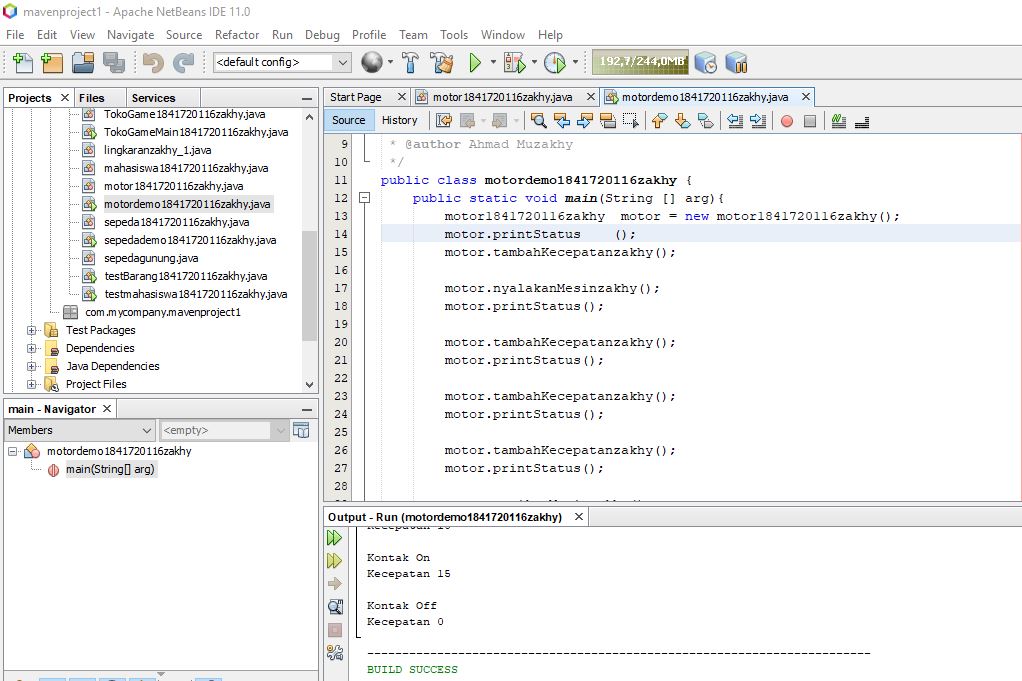 mavenproject1 - Apache NetBeans IDE 11.0
File Edit View Navigate Source Refactor Run Debug Profile Team Tools Window Help
<default config>
192,7/244,0MB
Projects Files Services
TokoGame1841720116zakhy.java
TokoGameMain1841720116zakhy.java
lingkaranzakhy_1.java
mahasiswa1841720116zakhy.java
motor1841720116zakhy.java
motordemo1841720116zakhy.java
sepeda1841720116zakhy.java
sepedademo1841720116zakhy.java
sepedagunung.java
testBarang1841720116zakhy.java
testmahasiswa1841720116zakhy.java
com.mycompany.mavenproject1
Test Packages
Dependencies
Java Dependencies
Project Files
main - Navigator
Members <empty>
motordemo1841720116zakhy
main(String[] arg)
Start Page motor1841720116zakhy.java motordemo1841720116zakhy.java
Source History
9 * @author Ahmad Muzakhy
10 */
11 public class motordemo1841720116zakhy {
12 public static void main(String [] arg){
13 motor1841720116zakhy motor = new motor1841720116zakhy();
14 motor.printStatus ();
15 motor.tambahKecepatanzakhy();
16
17 motor.nyalakanMesinzakhy();
18 motor.printStatus();
19
20 motor.tambahKecepatanzakhy();
21 motor.printStatus();
22
23 motor.tambahKecepatanzakhy();
24 motor.printStatus();
25
26 motor.tambahKecepatanzakhy();
27 motor.printStatus();
28
Output - Run (motordemo1841720116zakhy)
Kecepatan 10
Kontak On
Kecepatan 15
Kontak Off
Kecepatan 0
------------------------------------------------------------------------
BUILD SUCCESS